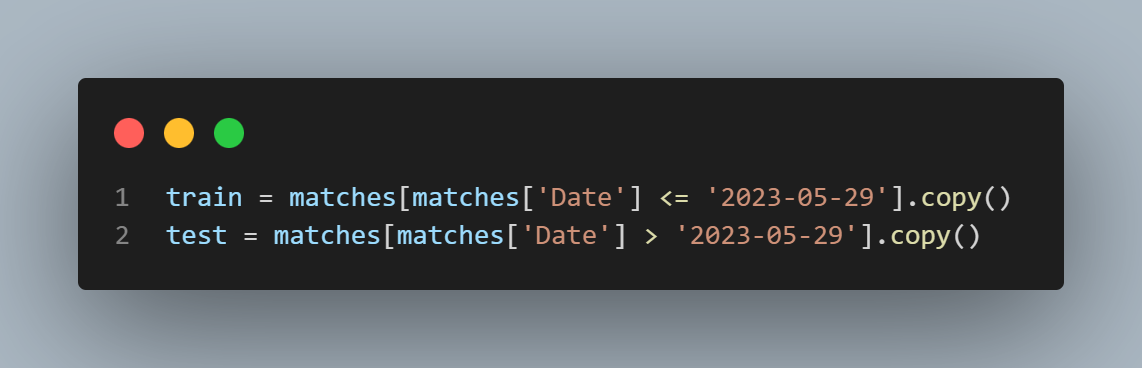 1 train = matches[matches['Date'] <= '2023-05-29'].copy()
2 test = matches[matches['Date'] > '2023-05-29'].copy()